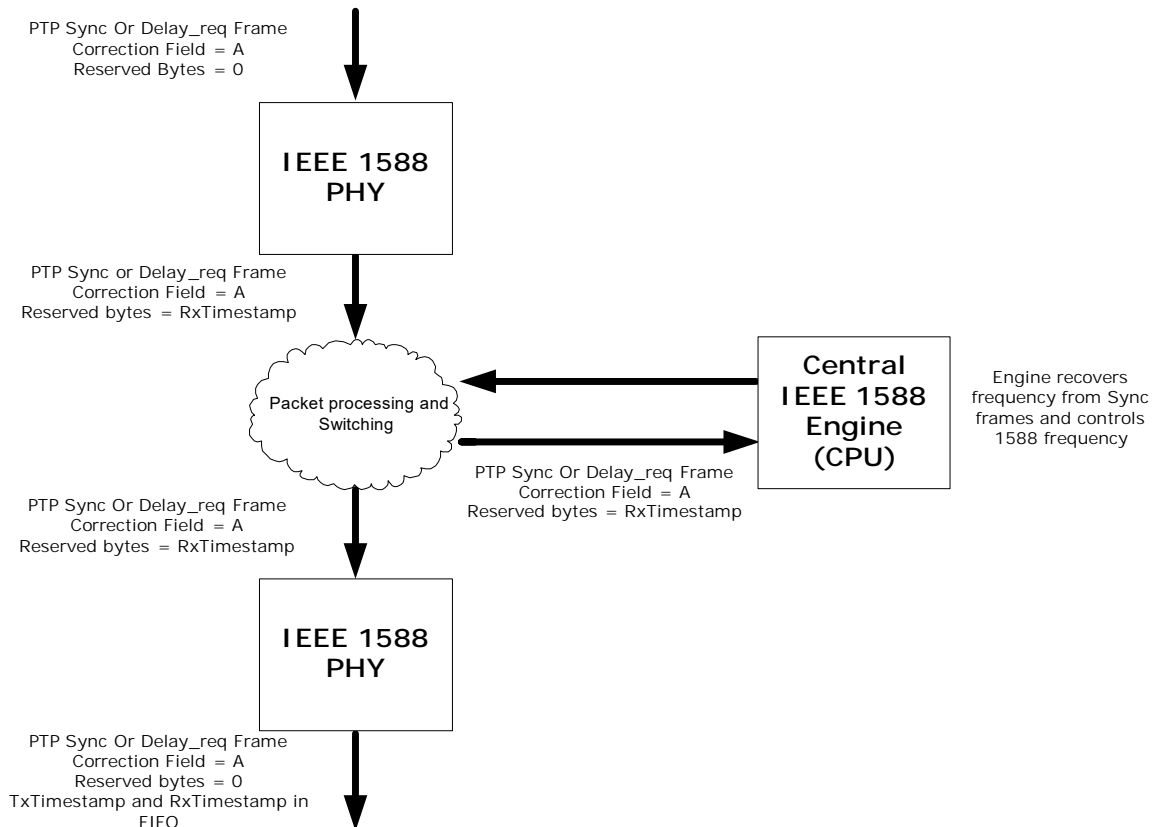 PTP Sync Or Delay_req Frame
Correction Field = A
Reserved Bytes = 0
IEEE 1588
PHY
PTP Sync or Delay_req Frame
Correction Field = A
Reserved bytes = RxTimestamp
Packet processing and
Switching
Central
IEEE 1588
Engine
(CPU)
Engine recovers
frequency from Sync
frames and controls
1588 frequency
PTP Sync Or Delay_req Frame
Correction Field = A
Reserved bytes = RxTimestamp
PTP Sync Or Delay_req Frame
Correction Field = A
Reserved bytes = RxTimestamp
IEEE 1588
PHY
PTP Sync Or Delay_req Frame
Correction Field = A
Reserved bytes = 0
TxTimestamp and RxTimestamp in
FIFO